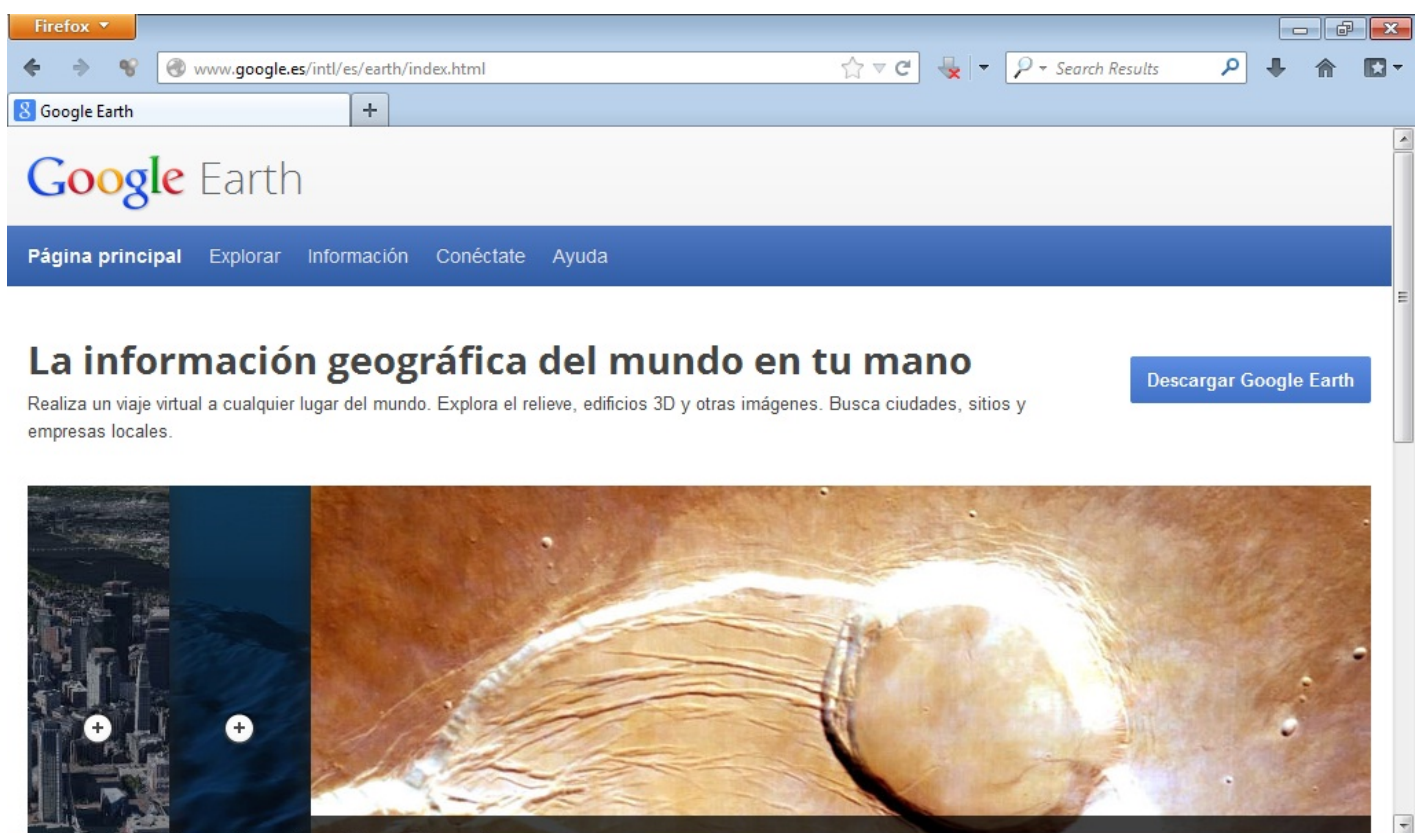 Firefox
www.google.es/intl/es/earth/index.html
Search Results
8 Google Earth
Google Earth
Página principal Explorar Información Conéctate Ayuda
La información geográfica del mundo en tu mano
Descargar Google Earth
Realiza un viaje virtual a cualquier lugar del mundo. Explora el relieve, edificios 3D y otras imágenes. Busca ciudades, sitios y
empresas locales.